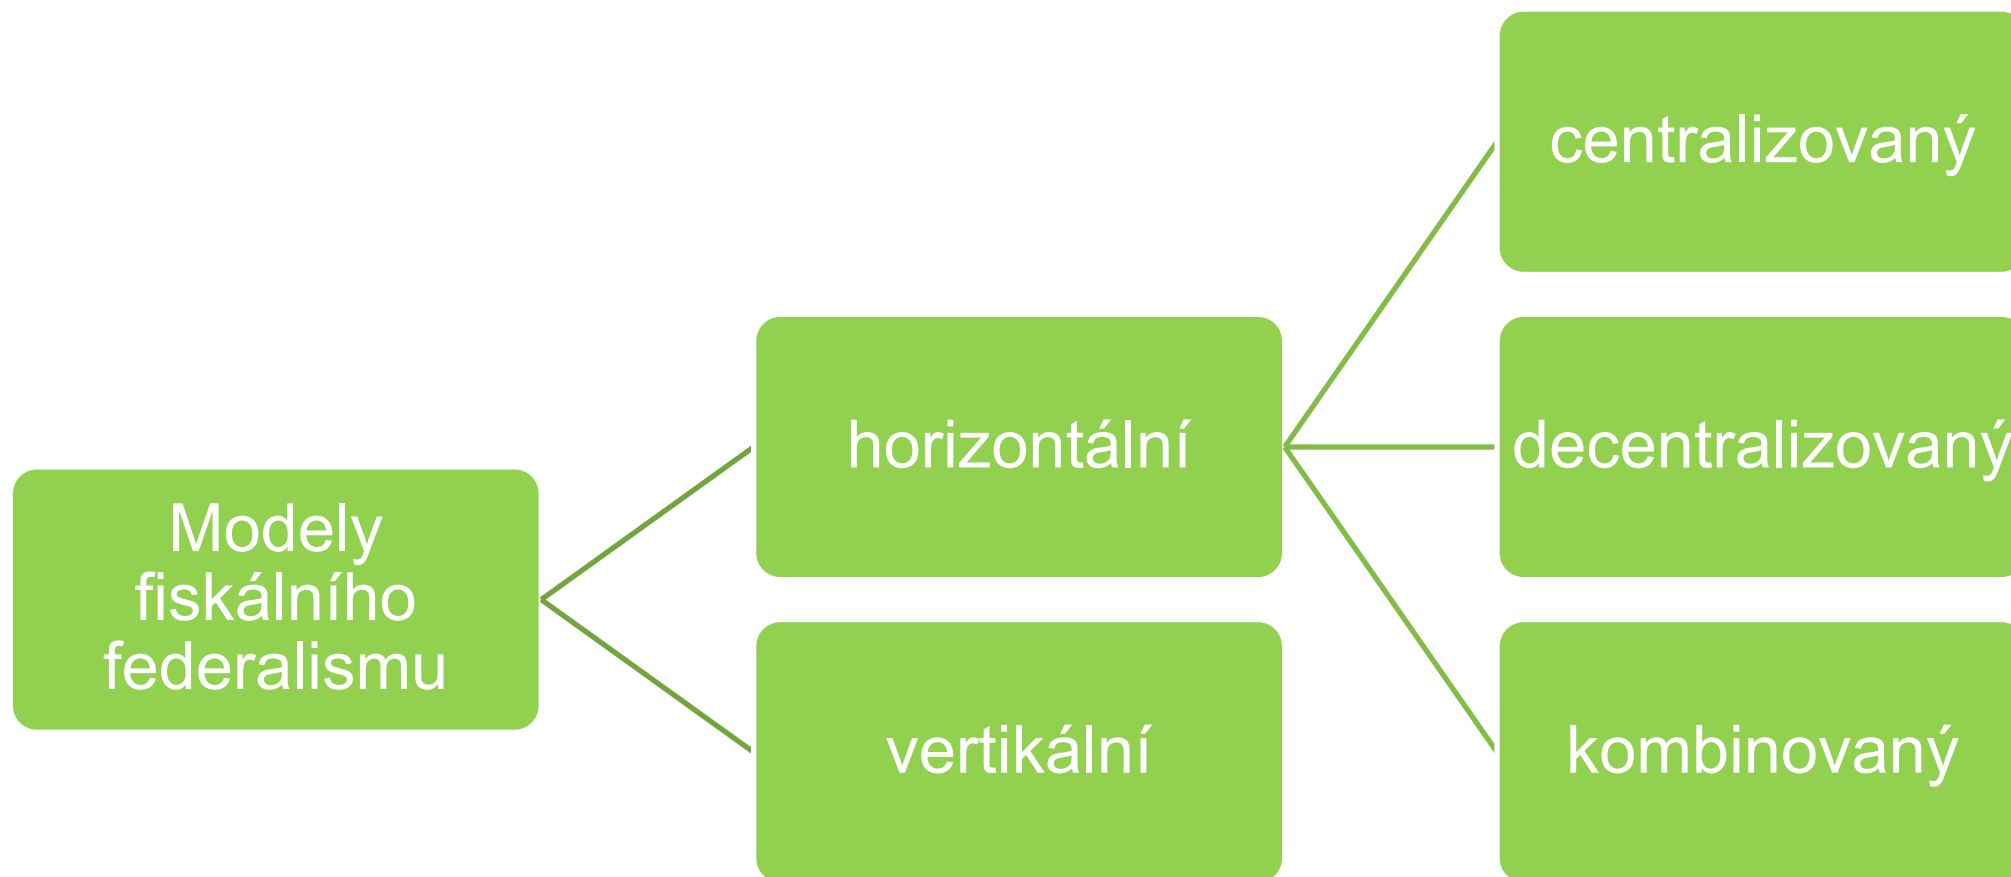 Modely
fiskálního
federalismu
horizontální
vertikální
centralizovaný
decentralizovaný
kombinovaný